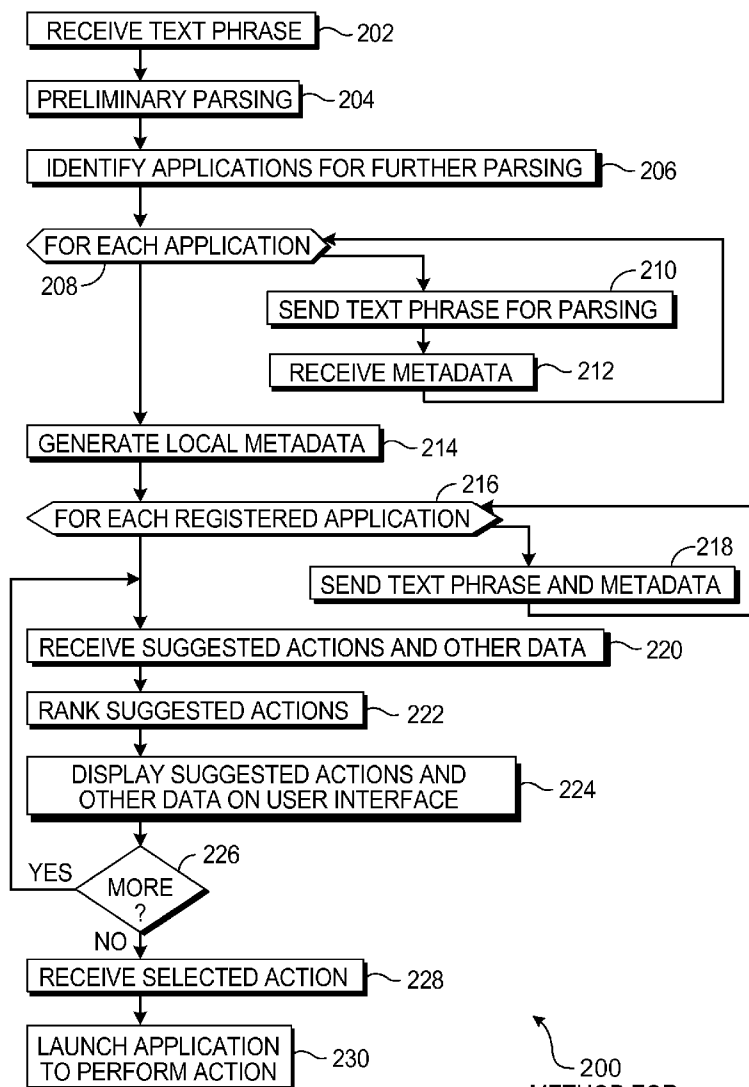 RECEIVE TEXT PHRASE 202
PRELIMINARY PARSING 204
IDENTIFY APPLICATIONS FOR FURTHER PARSING 206
FOR EACH APPLICATION
208
210
SEND TEXT PHRASE FOR PARSING
RECEIVE METADATA 212
GENERATE LOCAL METADATA 214
216
FOR EACH REGISTERED APPLICATION
218
SEND TEXT PHRASE AND METADATA
RECEIVE SUGGESTED ACTIONS AND OTHER DATA 220
RANK SUGGESTED ACTIONS 222
DISPLAY SUGGESTED ACTIONS AND
OTHER DATA ON USER INTERFACE 224
226
YES
MORE
?
NO
RECEIVE SELECTED ACTION 228
LAUNCH APPLICATION
TO PERFORM ACTION 230
200
METHOD FOR